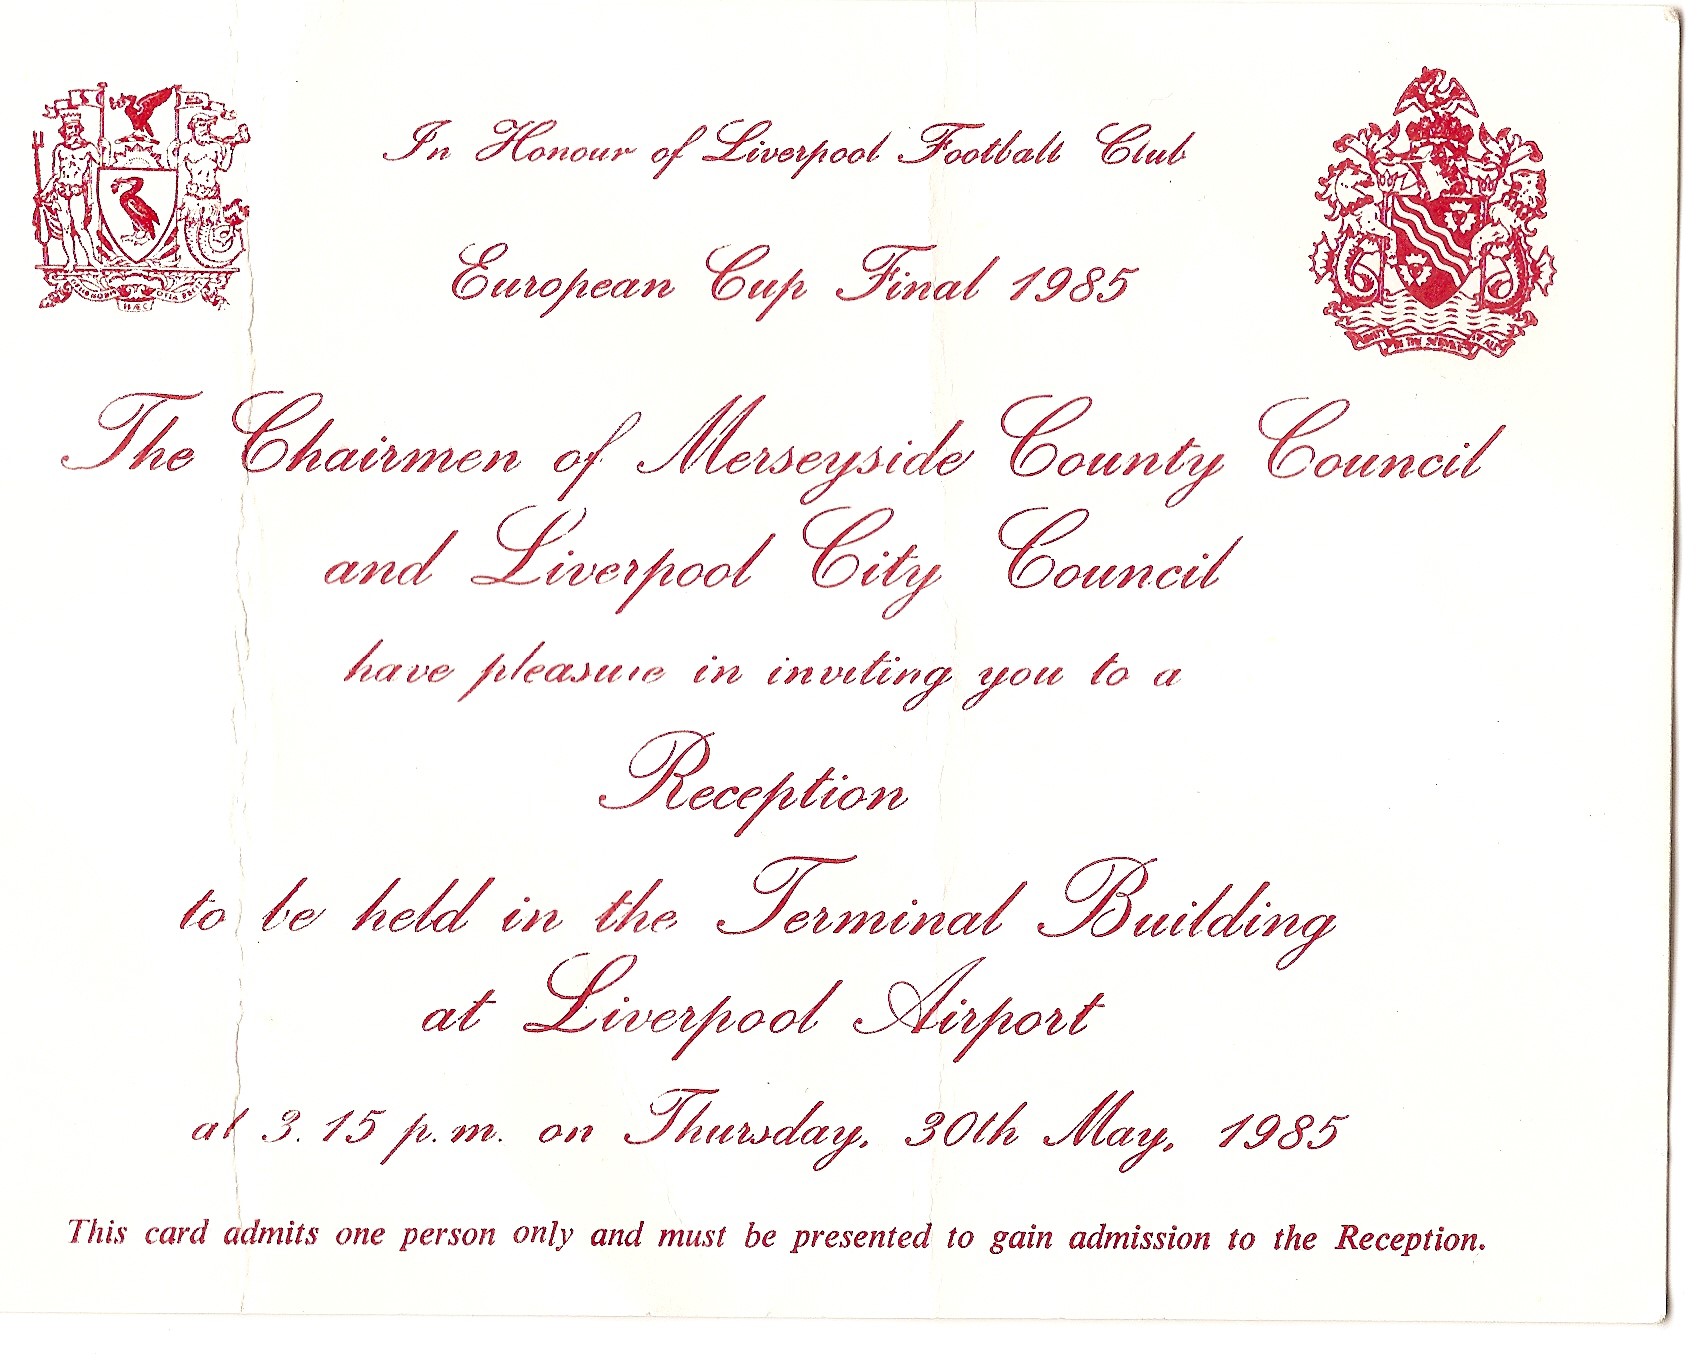 In Honour of Liverpool Football Club
European Cup Final 1985
The Chairmen of Merseyside County Council
and Liverpool City Council
have pleasure in inviting you to a
Reception
to be held in the Terminal Building
at Liverpool Airport
at 3.15 p.m. on Thursday, 30th May, 1985
This card admits one person only and must be presented to gain admission to the Reception.